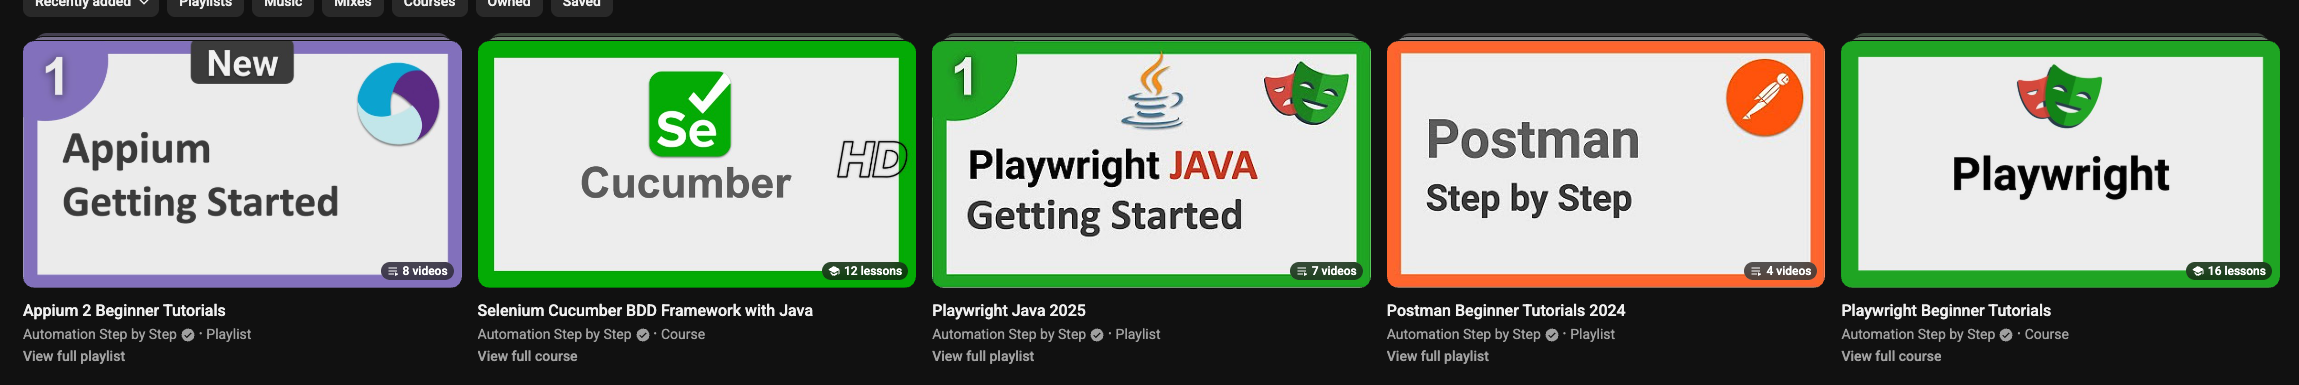 Recently added
Playlists
Music
Mixes
Courses
Owned
Saved
1
New
Appium
Getting Started
8 videos
Appium 2 Beginner Tutorials
Automation Step by Step · Playlist
View full playlist
Se
Cucumber
HD
12 lessons
Selenium Cucumber BDD Framework with Java
Automation Step by Step · Course
View full course
1
Playwright JAVA
Getting Started
7 videos
Playwright Java 2025
Automation Step by Step · Playlist
View full playlist
Postman
Step by Step
4 videos
Postman Beginner Tutorials 2024
Automation Step by Step · Playlist
View full playlist
Playwright
16 lessons
Playwright Beginner Tutorials
Automation Step by Step · Course
View full course